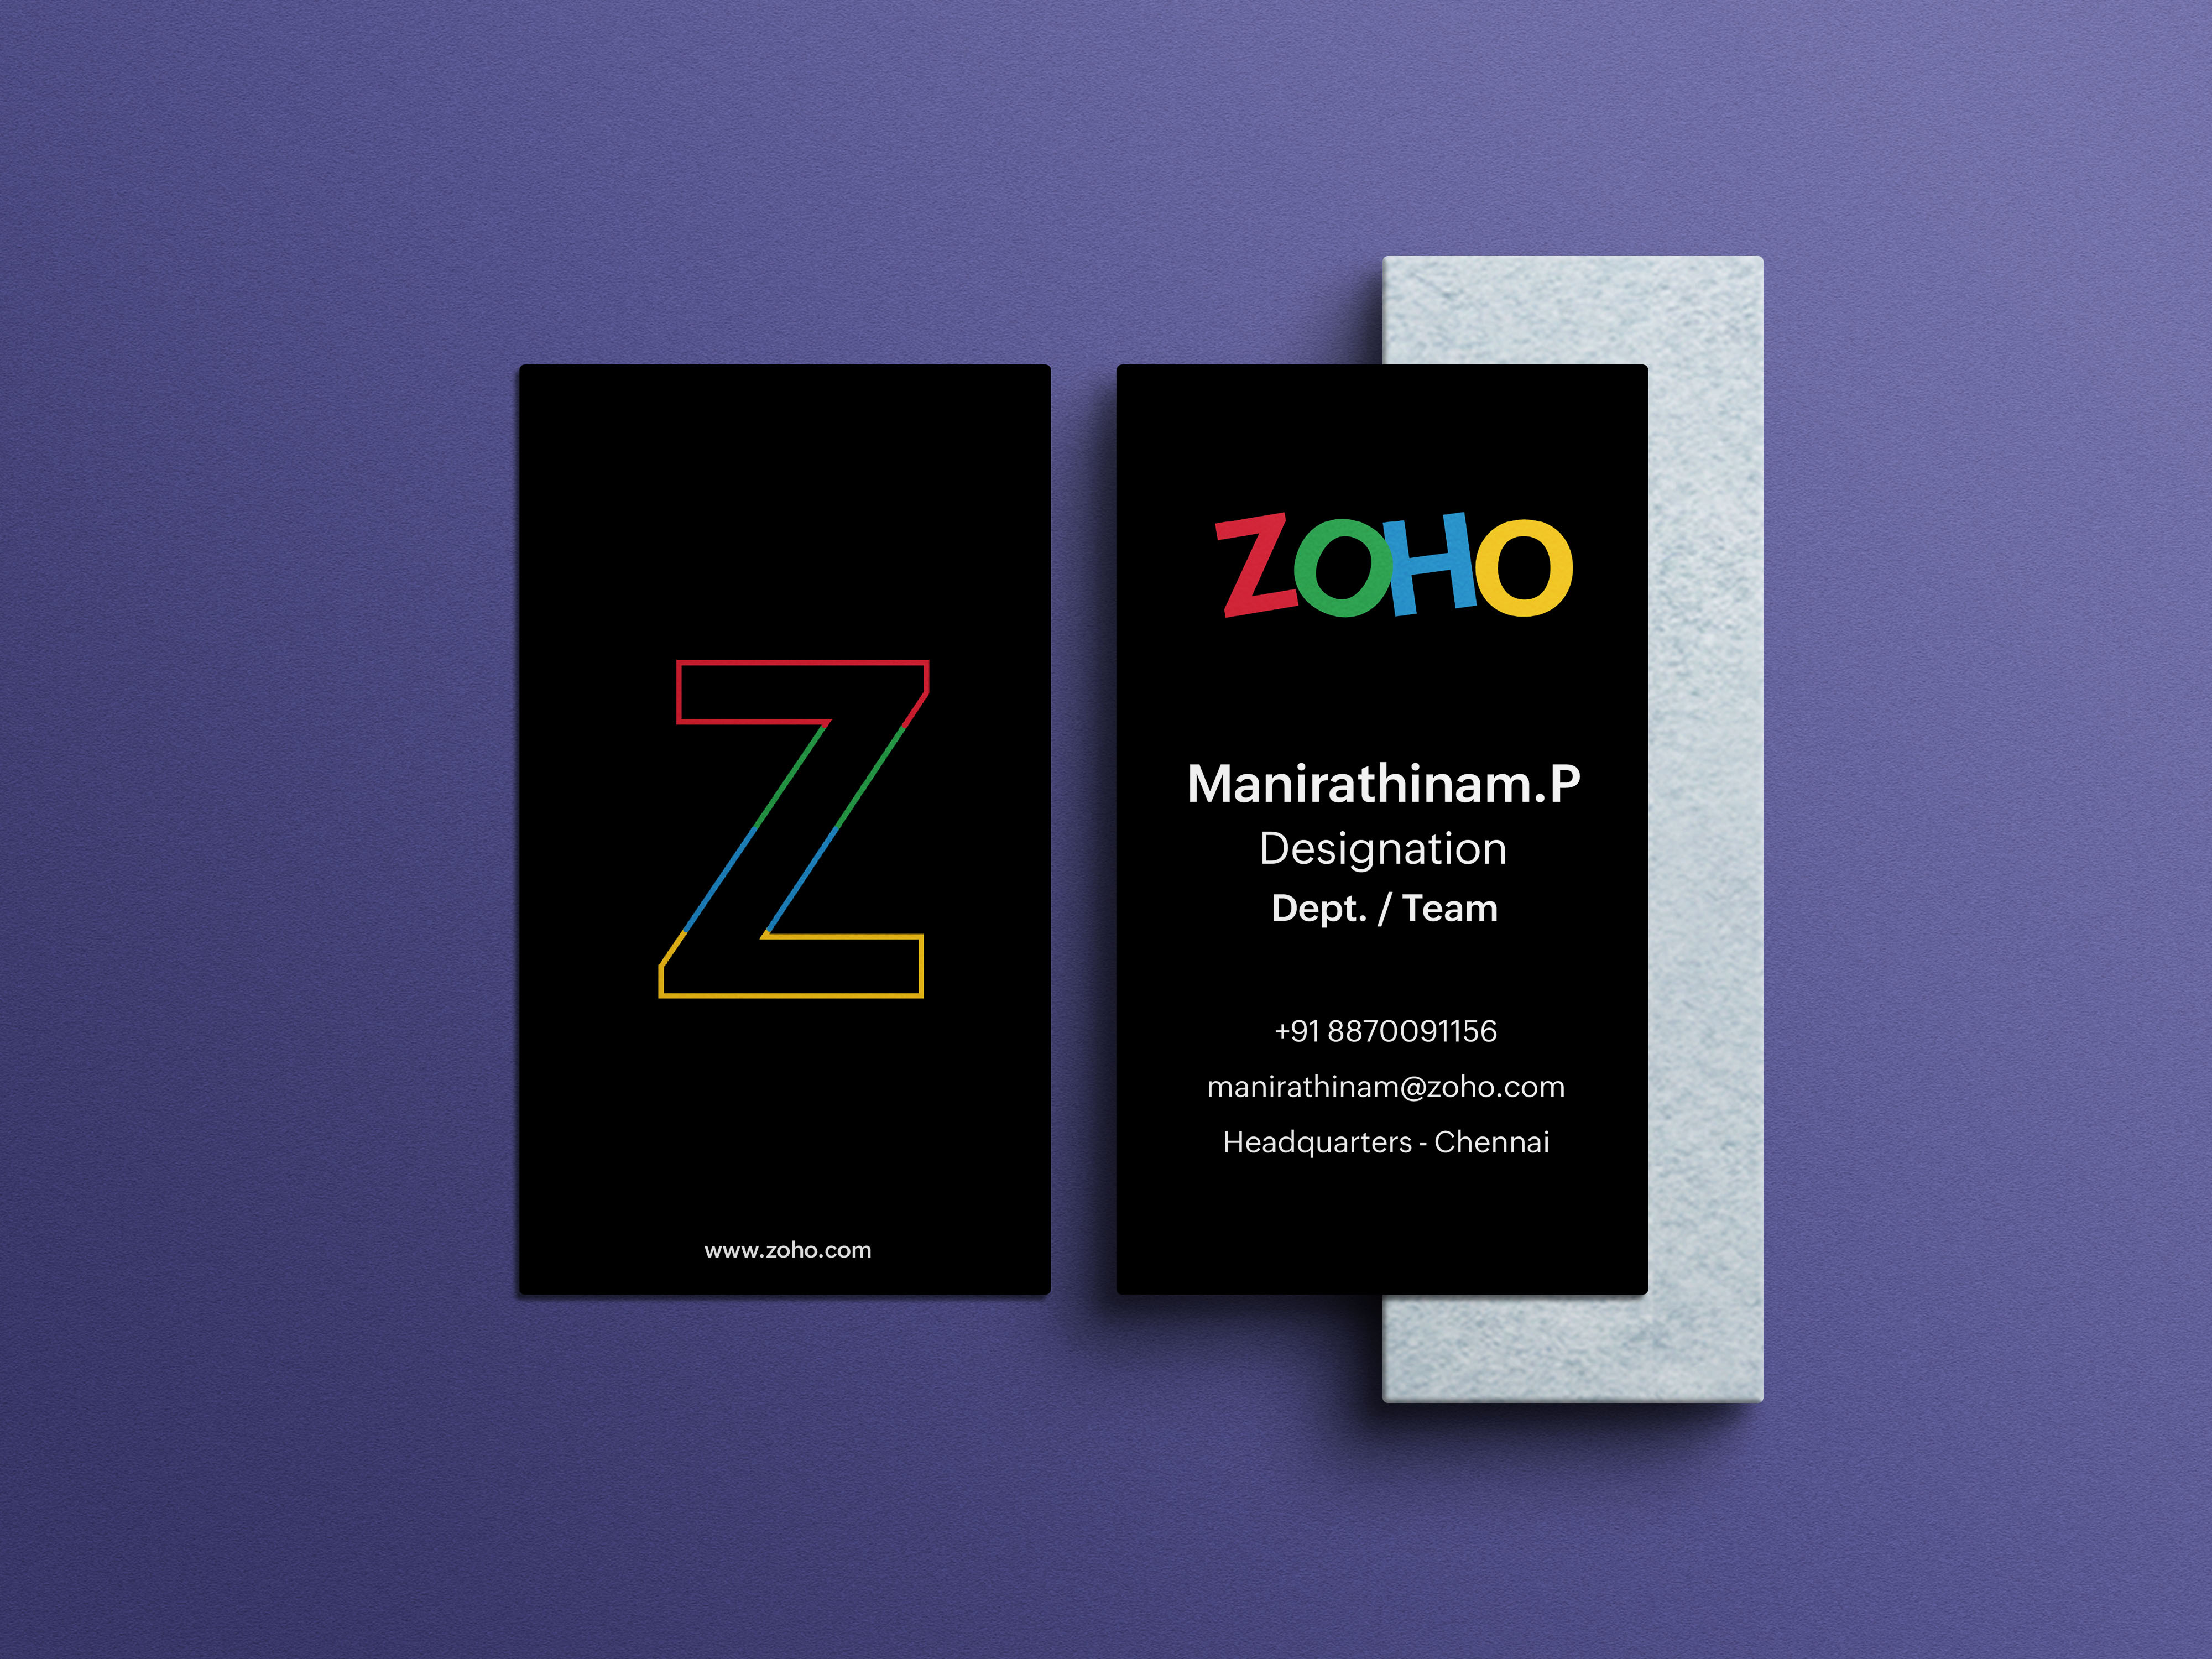 Z
www.zoho.com
ZOHO
Manirathinam.P
Designation
Dept. / Team
+91 8870091156
manirathinam@zoho.com
Headquarters - Chennai